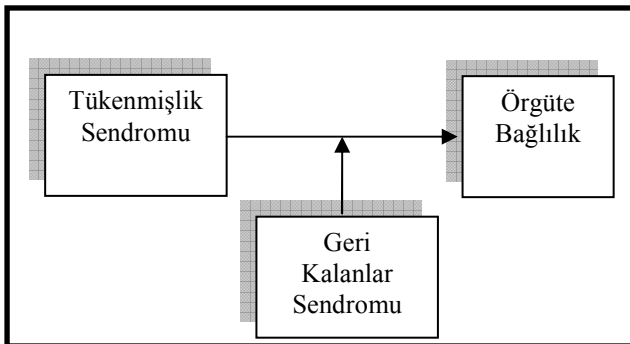 Tükenmişlik
Sendromu
Örgüte
Bağlılık
Geri
Kalanlar
Sendromu